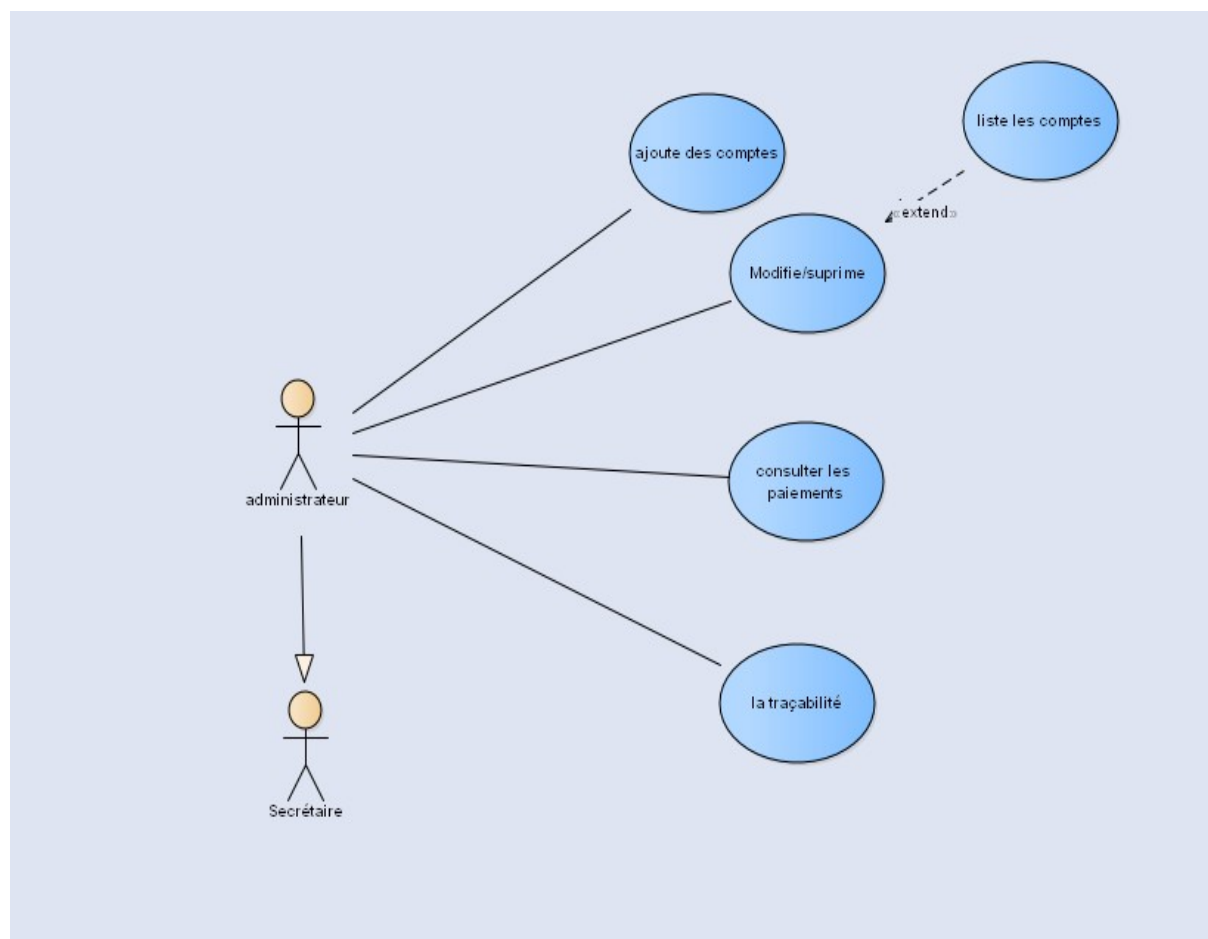 liste les comptes
ajoute des comptes
«extend»
Modifie/suprime
consulter les
paiements
administrateur
la traçabilité
Secrétaire